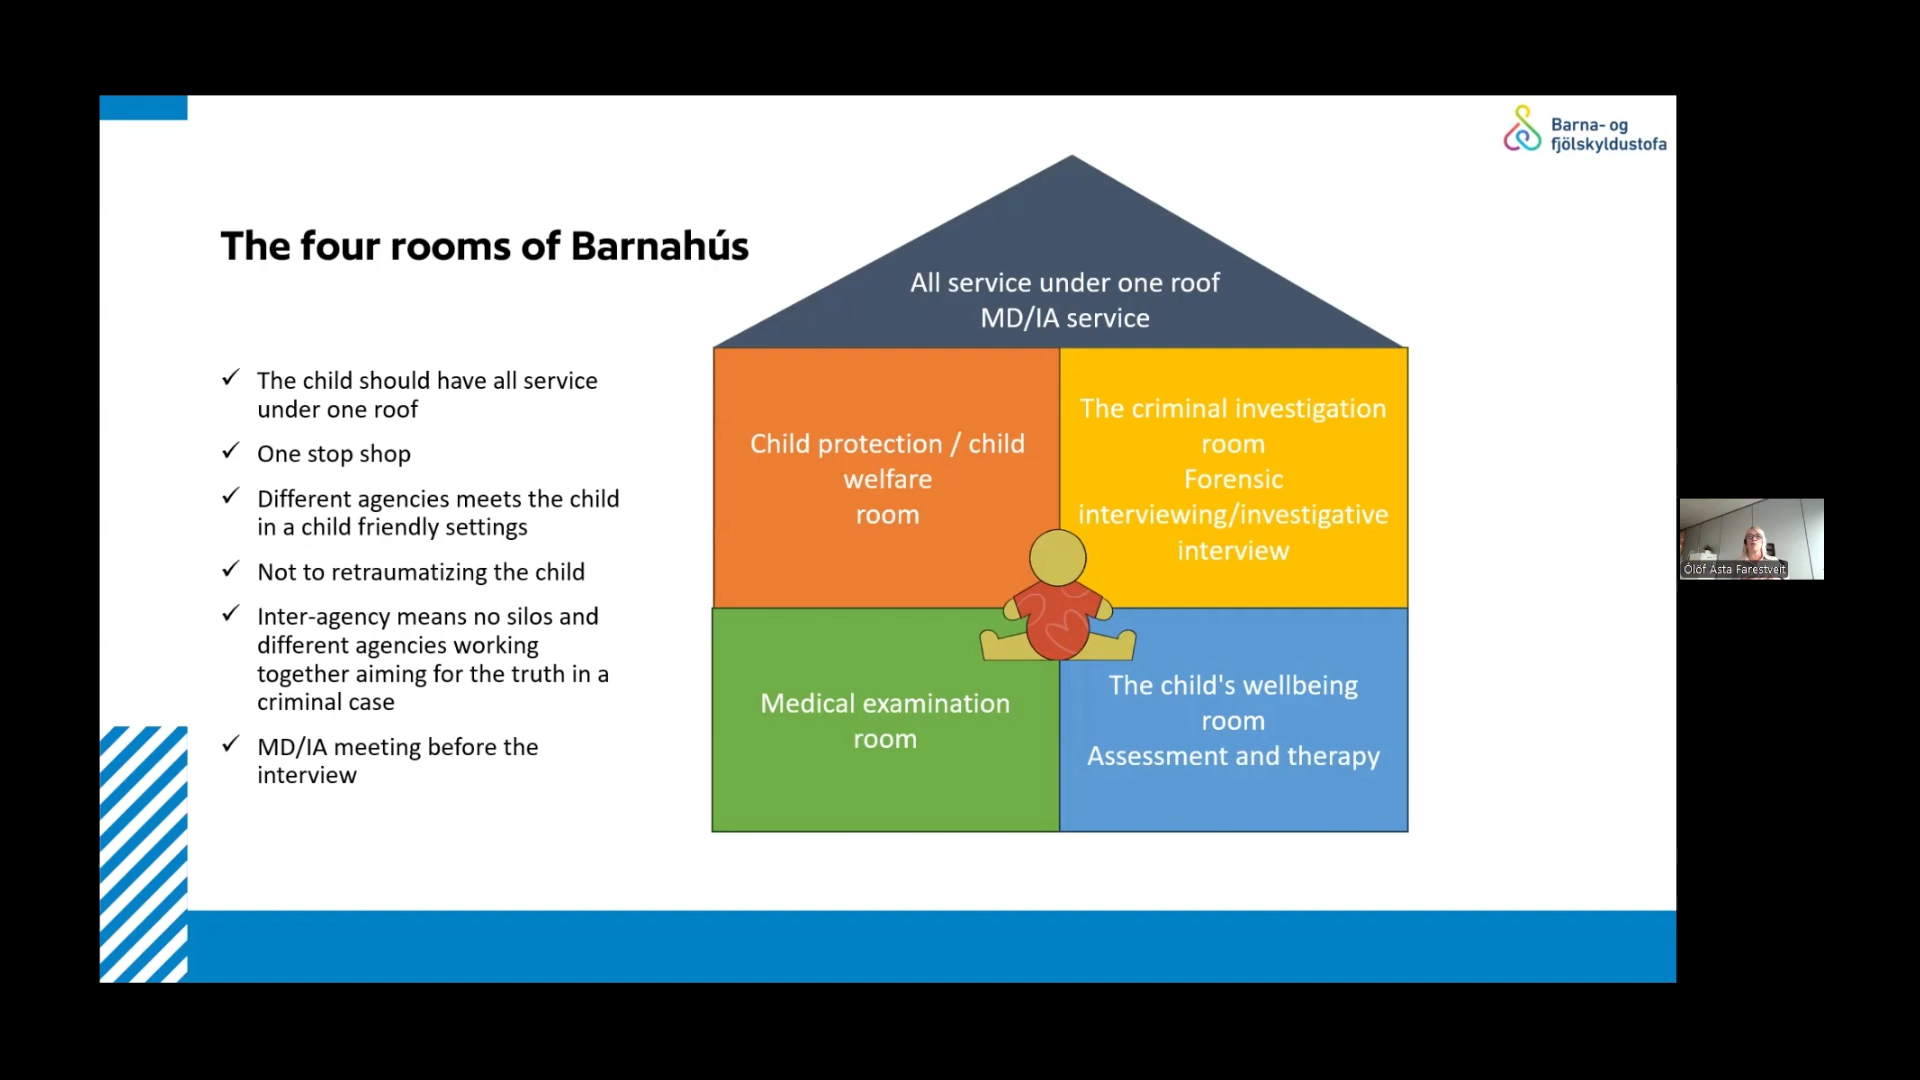 Barna- og
fjölskyldustofa
The four rooms of Barnahús
The child should have all service
under one roof
One stop shop
Different agencies meets the child
in a child friendly settings
Not to retraumatizing the child
Inter-agency means no silos and
different agencies working
together aiming for the truth in a
criminal case
MD/IA meeting before the
interview
All service under one roof
MD/IA service
Child protection / child
welfare
room
The criminal investigation
room
Forensic
interviewing/investigative
interview
Medical examination
room
The child's wellbeing
room
Assessment and therapy
Ólöf Ásta Farestveit